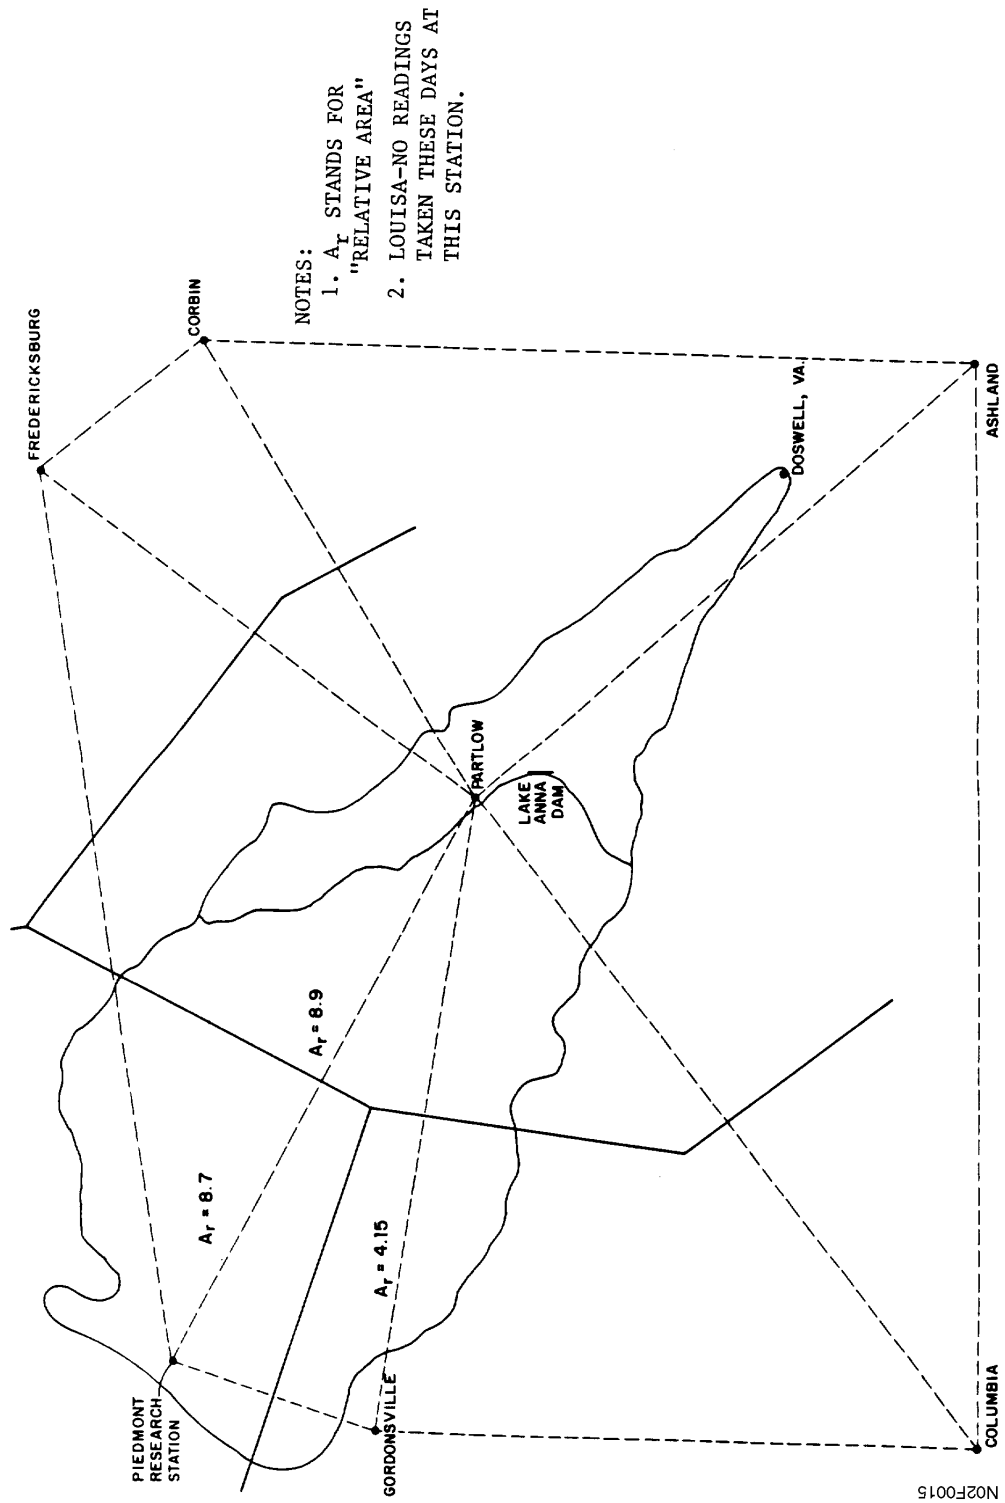 NOTES:
1. Ar STANDS FOR
"RELATIVE AREA"
2. LOUISA-NO READINGS
TAKEN THESE DAYS AT
THIS STATION.
FREDERICKSBURG
CORBIN
PIEDMONT
RESEARCH
STATION
Ar = 8.7
Ar = 8.9
Ar = 4.15
GORDONSVILLE
PARTLOW
LAKE
ANNA
DAM
DOSWELL, VA.
COLUMBIA
ASHLAND
N02F0015